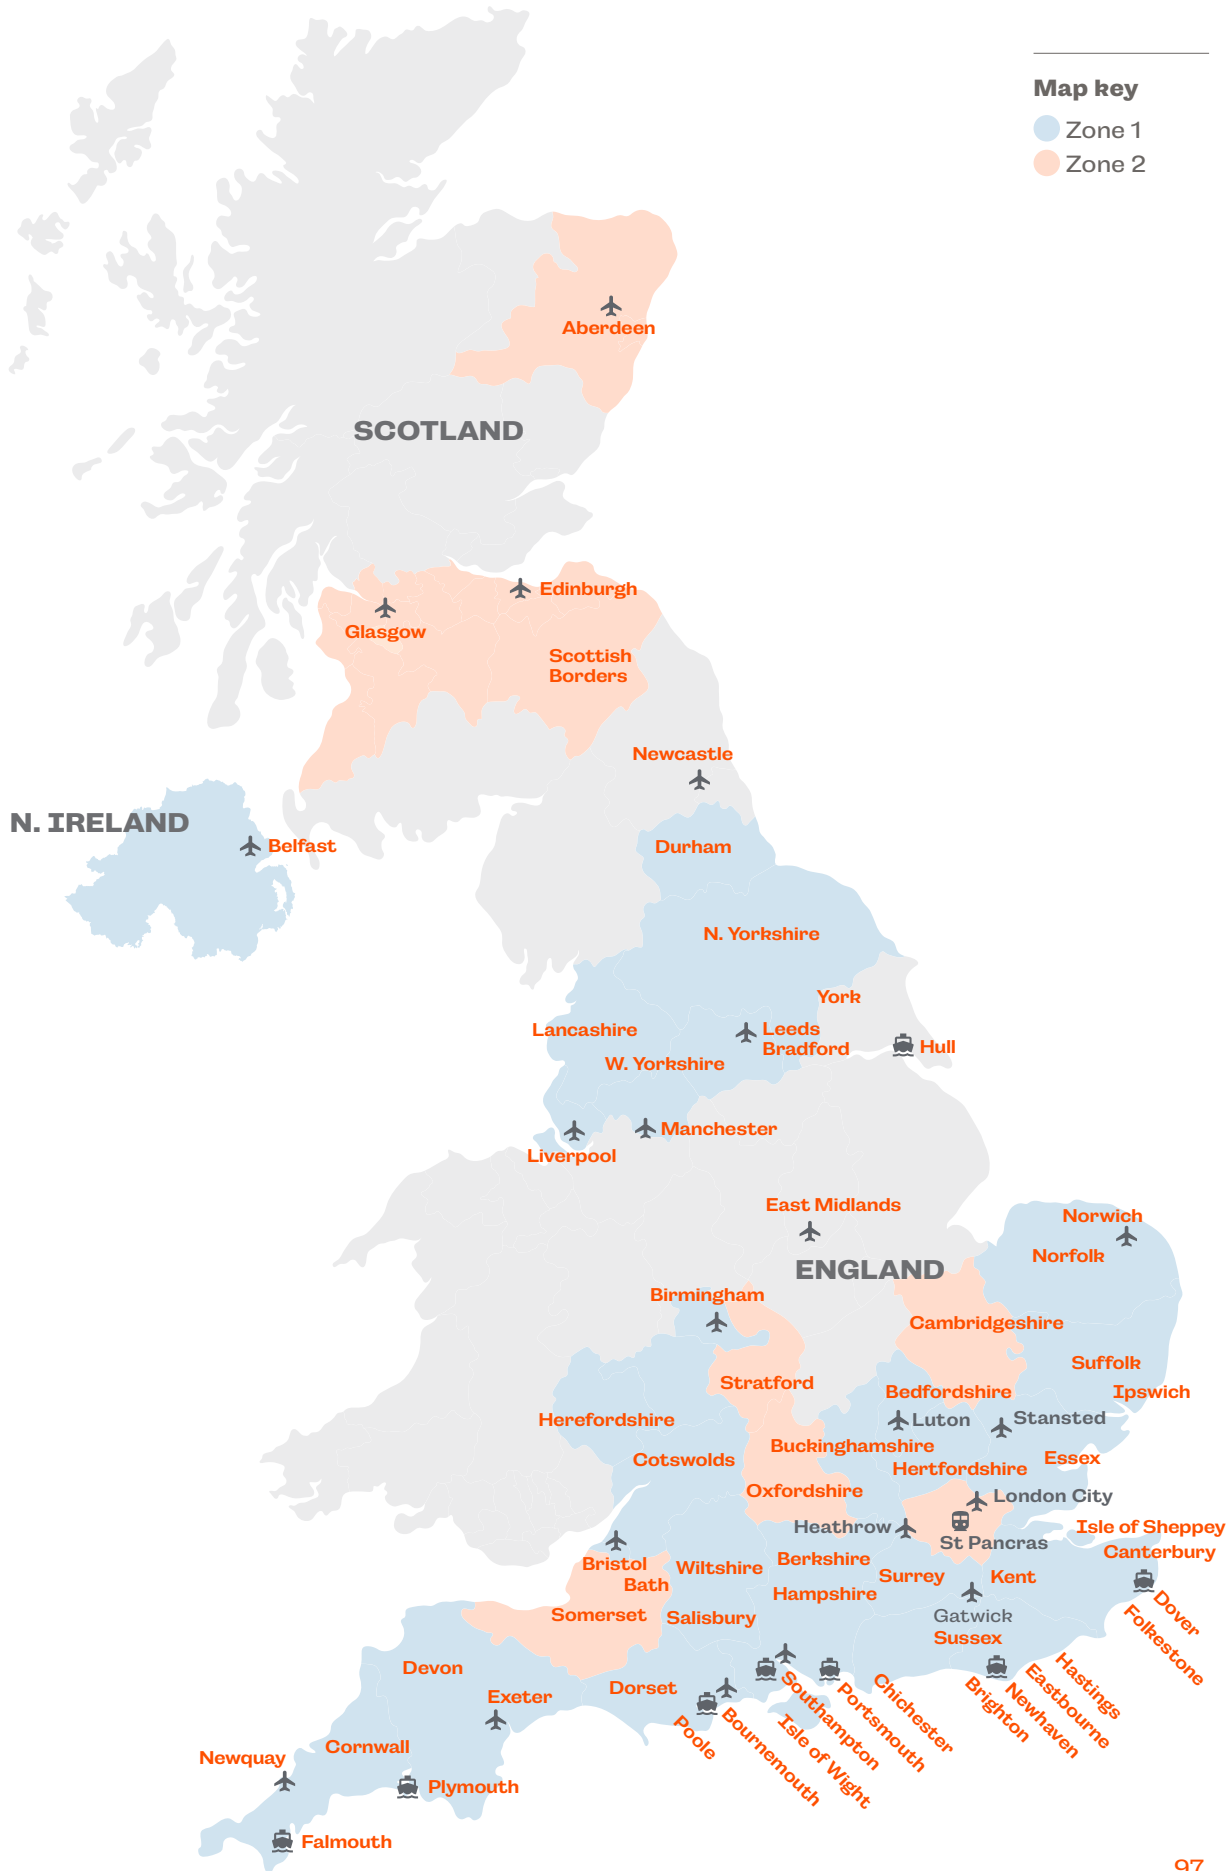 Map key
Zone 1
Zone 2
Aberdeen
SCOTLAND
Edinburgh
Glasgow
Scottish
Borders
Newcastle
N. IRELAND
Belfast
Durham
N. Yorkshire
York
Lancashire
Leeds
Bradford
Hull
W. Yorkshire
Manchester
Liverpool
East Midlands
Norwich
Norfolk
ENGLAND
Birmingham
Cambridgeshire
Suffolk
Stratford
Bedfordshire
Ipswich
Herefordshire
Luton
Stansted
Buckinghamshire
Cotswolds
Essex
Hertfordshire
Oxfordshire
London City
Heathrow
Isle of Sheppey
St Pancras
Canterbury
Bristol
Berkshire
Wiltshire
Surrey
Kent
Bath
Hampshire
Dover
Somerset
Salisbury
Gatwick
Folkestone
Sussex
Devon
Dorset
Exeter
Hastings
Eastbourne
Newhaven
Brighton
Chichester
Portsmouth
Southampton
Isle of Wight
Bournemouth
Poole
Cornwall
Newquay
Plymouth
Falmouth
97